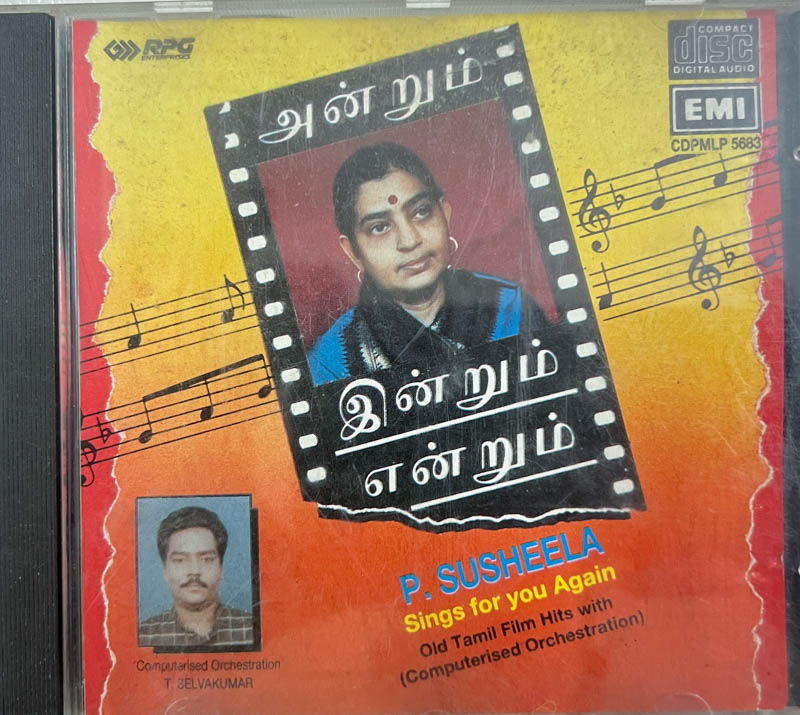 RPG
ENTERPRISES
COMPACT
disc
DIGITAL AUDIO
EMI
CDPMLP 5683
அன்றும்
இன்றும்
என்றும்
P. SUSHEELA
Sings for you Again
Old Tamil Film Hits with
(Computerised Orchestration)
Computerised Orchestration
T. SELVAKUMAR